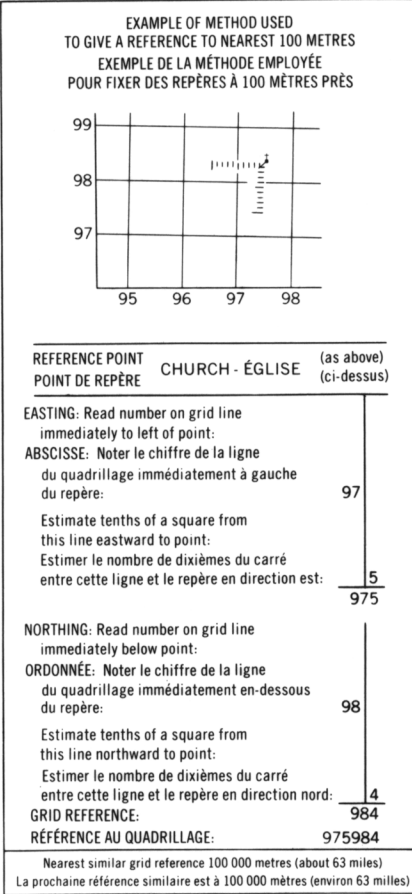 EXAMPLE OF METHOD USED
TO GIVE A REFERENCE TO NEAREST 100 METRES
EXEMPLE DE LA MÉTHODE EMPLOYÉE
POUR FIXER DES REPÈRES À 100 MÈTRES PRÈS
99
98
97
95 96 97 98
REFERENCE POINT
POINT DE REPÈRE
CHURCH - ÉGLISE
(as above)
(ci-dessus)
EASTING: Read number on grid line
immediately to left of point:
ABSCISSE: Noter le chiffre de la ligne
du quadrillage immédiatement à gauche
du repère: 97
Estimate tenths of a square from
this line eastward to point:
Estimer le nombre de dixièmes du carré
entre cette ligne et le repère en direction est: 5
975
NORTHING: Read number on grid line
immediately below point:
ORDONNÉE: Noter le chiffre de la ligne
du quadrillage immédiatement en-dessous
du repère: 98
Estimate tenths of a square from
this line northward to point:
Estimer le nombre de dixièmes du carré
entre cette ligne et le repère en direction nord: 4
GRID REFERENCE: 984
RÉFÉRENCE AU QUADRILLAGE: 975984
Nearest similar grid reference 100 000 metres (about 63 miles)
La prochaine référence similaire est à 100 000 mètres (environ 63 milles)